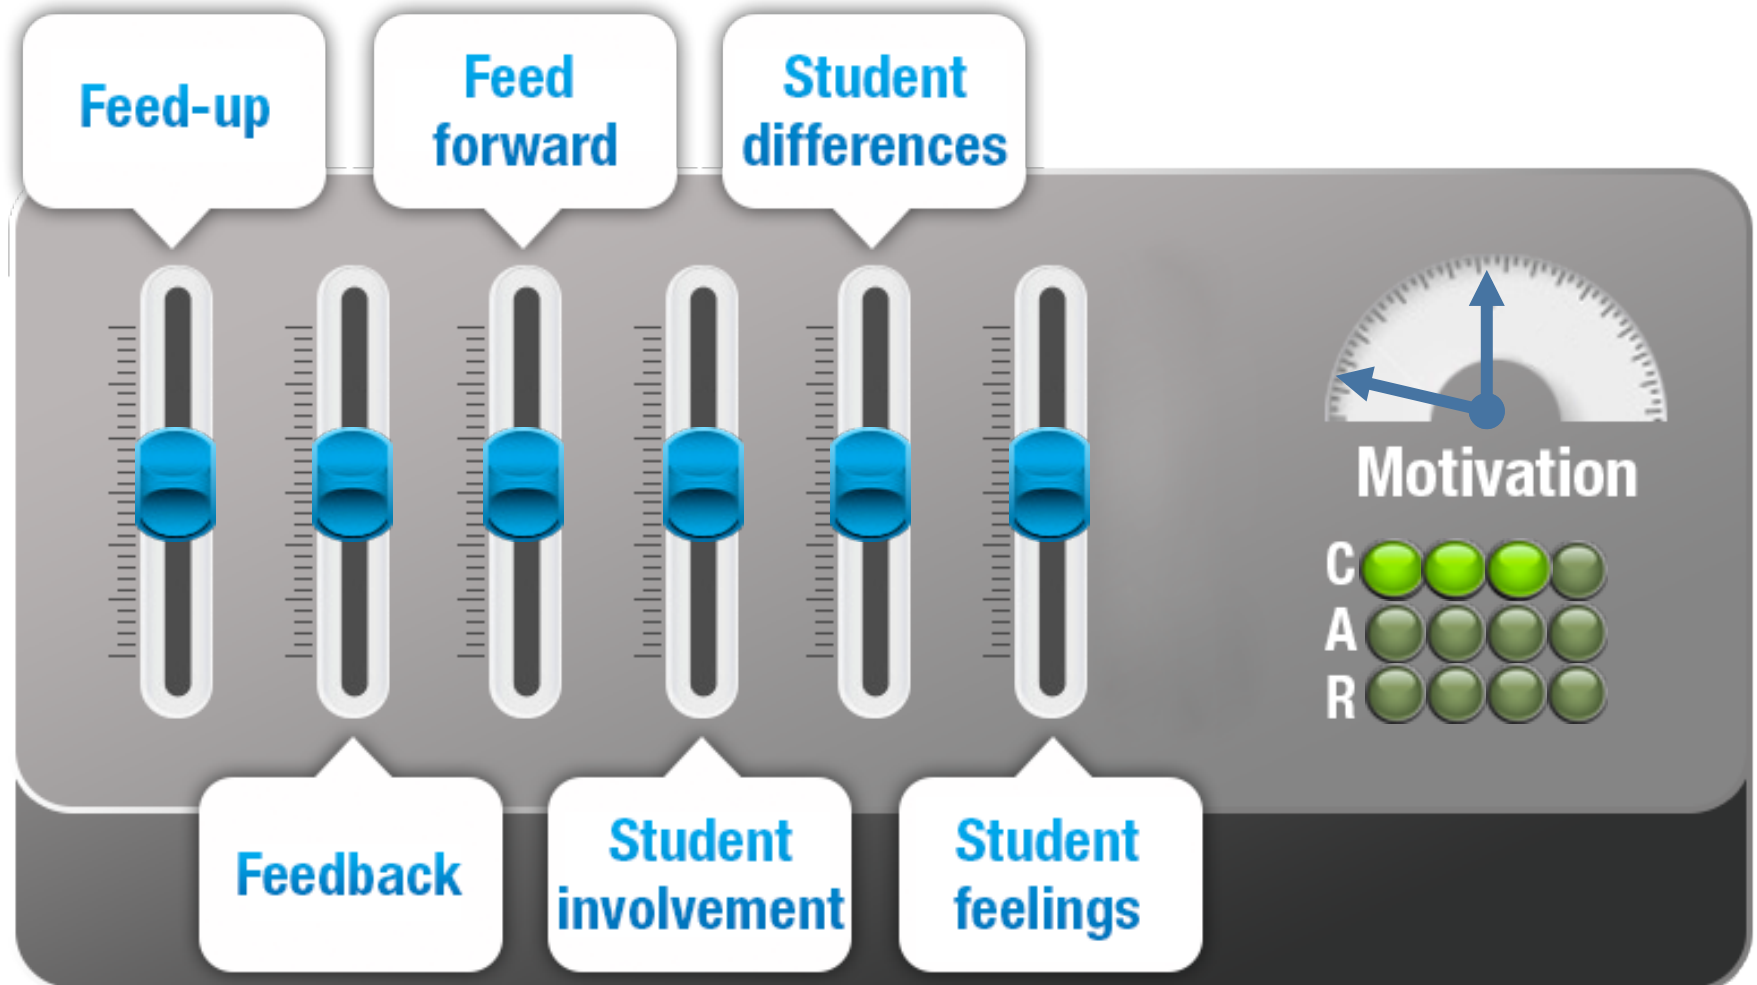 Feed-up
Feed
forward
Student
differences
Motivation
C
A
R
Feedback
Student
involvement
Student
feelings